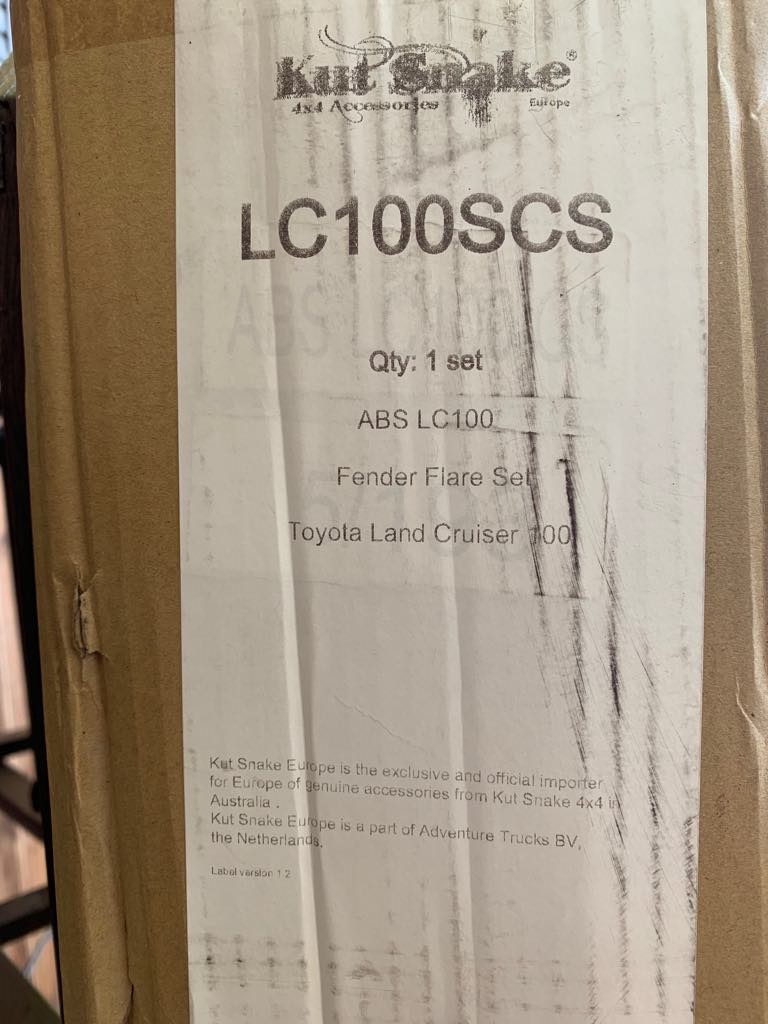 Kut Snake®
4x4 Accessories
Europe
LC100SCS
Qty: 1 set
ABS LC100
Fender Flare Set
Toyota Land Cruiser 100
Kut Snake Europe is the exclusive and official importer
for Europe of genuine accessories from Kut Snake 4x4 in
Australia .
Kut Snake Europe is a part of Adventure Trucks BV,
the Netherlands.
Label version 1.2